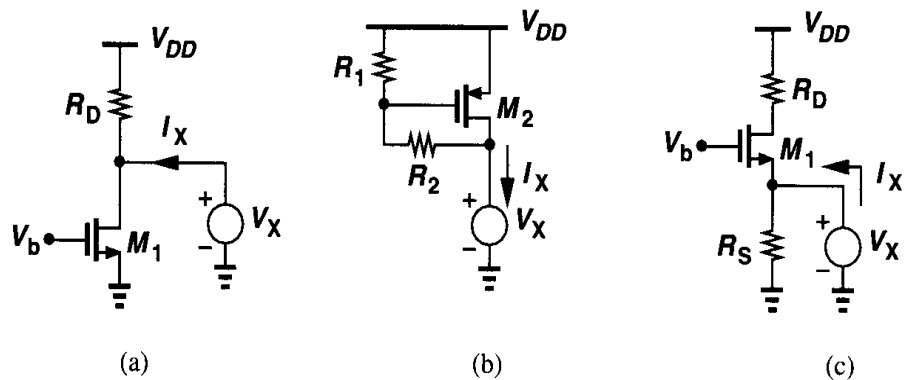 V_DD
R_D
I_X
V_b
M_1
+
−
V_X
(a)
V_DD
R_1
M_2
R_2
I_X
+
−
V_X
(b)
V_DD
R_D
V_b
M_1
I_X
R_S
+
−
V_X
(c)